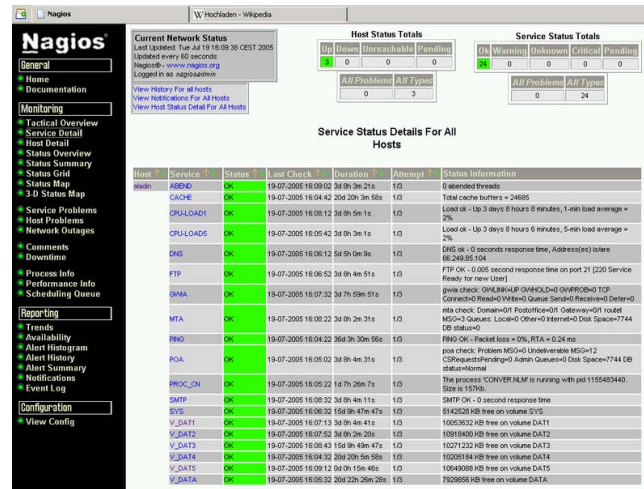 Nagios
Hochladen - Wikipedia
Nagios
General
Home
Documentation
Monitoring
Tactical Overview
Service Detail
Host Detail
Status Overview
Status Summary
Status Grid
Status Map
3-D Status Map
Service Problems
Host Problems
Network Outages
Comments
Downtime
Process Info
Performance Info
Scheduling Queue
Reporting
Trends
Availability
Alert Histogram
Alert History
Alert Summary
Notifications
Event Log
Configuration
View Config
Current Network Status
Last Updated: Tue Jul 19 16:09:38 CEST 2005
Updated every 60 seconds
Nagios® - www.nagios.org
Logged in as nagiosadmin
View History For all hosts
View Notifications For All Hosts
View Host Status Detail For All Hosts
Host Status Totals
Up Down Unreachable Pending
3 0 0 0
All Problems All Types
0 3
Service Status Totals
Ok Warning Unknown Critical Pending
24 0 0 0 0
All Problems All Types
0 24
Service Status Details For All
Hosts
Host Service Status Last Check Duration Attempt Status Information
aladin ABEND OK 19-07-2005 16:09:02 3d 8h 3m 21s 1/3 0 abended threads
CACHE OK 19-07-2005 16:04:42 20d 20h 3m 58s 1/3 Total cache buffers = 24685
CPU-LOAD1 OK 19-07-2005 16:08:12 3d 8h 5m 1s 1/3 Load ok - Up 3 days 8 hours 8 minutes, 1-min load average =
2%
CPU-LOAD5 OK 19-07-2005 16:05:42 3d 8h 3m 1s 1/3 Load ok - Up 3 days 8 hours 6 minutes, 5-min load average =
2%
DNS OK 19-07-2005 16:06:12 5d 5h 0m 9s 1/3 DNS ok - 0 seconds response time, Address(es) is/are
66.249.85.104
FTP OK 19-07-2005 16:06:52 3d 8h 4m 51s 1/3 FTP OK - 0.005 second response time on port 21 [220 Service
Ready for new User]
GWIA OK 19-07-2005 16:07:32 3d 7h 59m 51s 1/3 gwia check: GWLINK=UP GWHOLD=0 GWPROB=0 TCP
Connect=0 Read=0 Write=0 Queue Send=0 Receive=0 Defer=0
MTA OK 19-07-2005 16:08:22 3d 8h 2m 31s 1/3 mta check: Domain=0/1 Postoffice=0/1 Gateway=0/1 routet
MSG=3 Queues: Local=0 Other=0 Internet=0 Disk Space=7744
DB status=0
PING OK 19-07-2005 16:04:22 36d 3h 30m 56s 1/3 PING OK - Packet loss = 0%, RTA = 0.24 ms
POA OK 19-07-2005 16:05:02 3d 8h 4m 31s 1/3 poa check: Problem MSG=0 Undeliverable MSG=12
CSRequestsPending=0 Admin Queues=0 Disk Space=7744 DB
status=Normal
PROC_CN OK 19-07-2005 16:05:22 1d 7h 26m 7s 1/3 The process 'CONVER.NLM' is running with pid 1155483440.
Size is 157Kb.
SMTP OK 19-07-2005 16:08:32 3d 8h 4m 11s 1/3 SMTP OK - 0 second response time
SYS OK 19-07-2005 16:06:32 15d 9h 47m 47s 1/3 5142528 KB free on volume SYS
V_DAT1 OK 19-07-2005 16:07:13 3d 8h 4m 41s 1/3 10053632 KB free on volume DAT1
V_DAT2 OK 19-07-2005 16:07:52 8d 8h 2m 20s 1/3 10918400 KB free on volume DAT2
V_DAT3 OK 19-07-2005 16:08:43 15d 9h 49m 47s 1/3 10271232 KB free on volume DAT3
V_DAT4 OK 19-07-2005 16:04:32 20d 20h 5m 58s 1/3 10205184 KB free on volume DAT4
V_DAT5 OK 19-07-2005 16:09:12 0d 0h 15m 46s 1/3 10649088 KB free on volume DAT5
V_DATA OK 19-07-2005 16:05:32 20d 22h 26m 28s 1/3 7929856 KB free on volume DATA